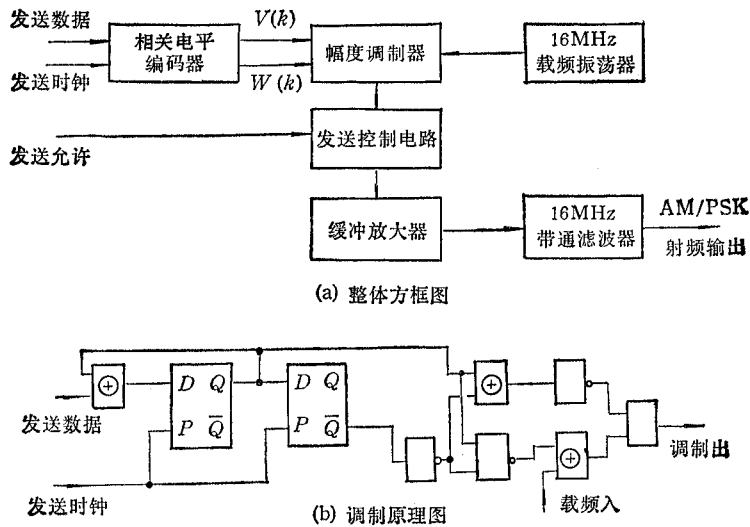 发送数据
发送时钟
相关电平
编码器
V(k)
W(k)
幅度调制器
16MHz
载频振荡器
发送允许
发送控制电路
缓冲放大器
16MHz
带通滤波器
AM/PSK
射频输出
(a) 整体方框图
发送数据
发送时钟
D Q
P Q̅
D Q
P Q̅
载频入
调制出
(b) 调制原理图